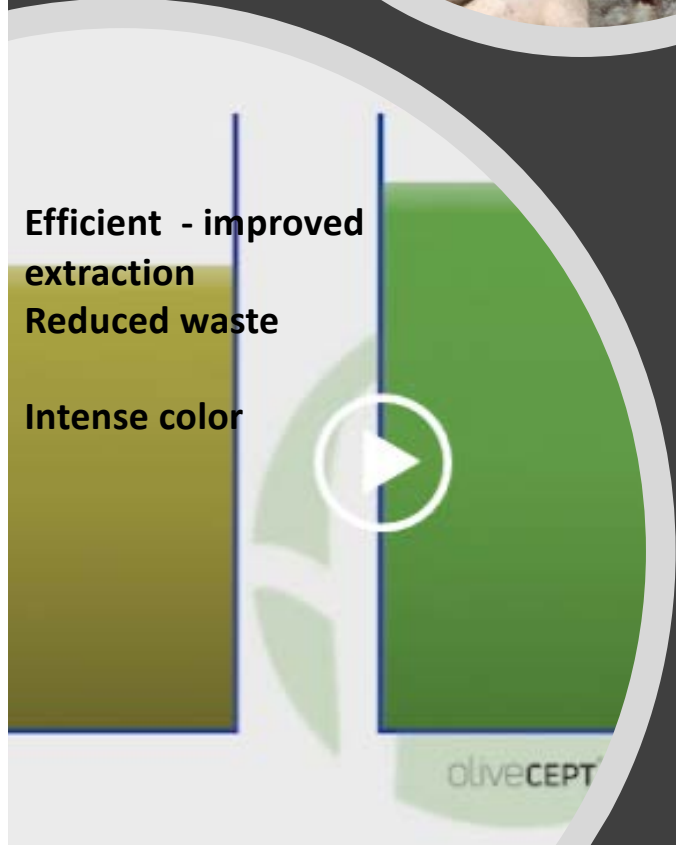 Efficient - improved
extraction
Reduced waste
Intense color
oliveCEPT